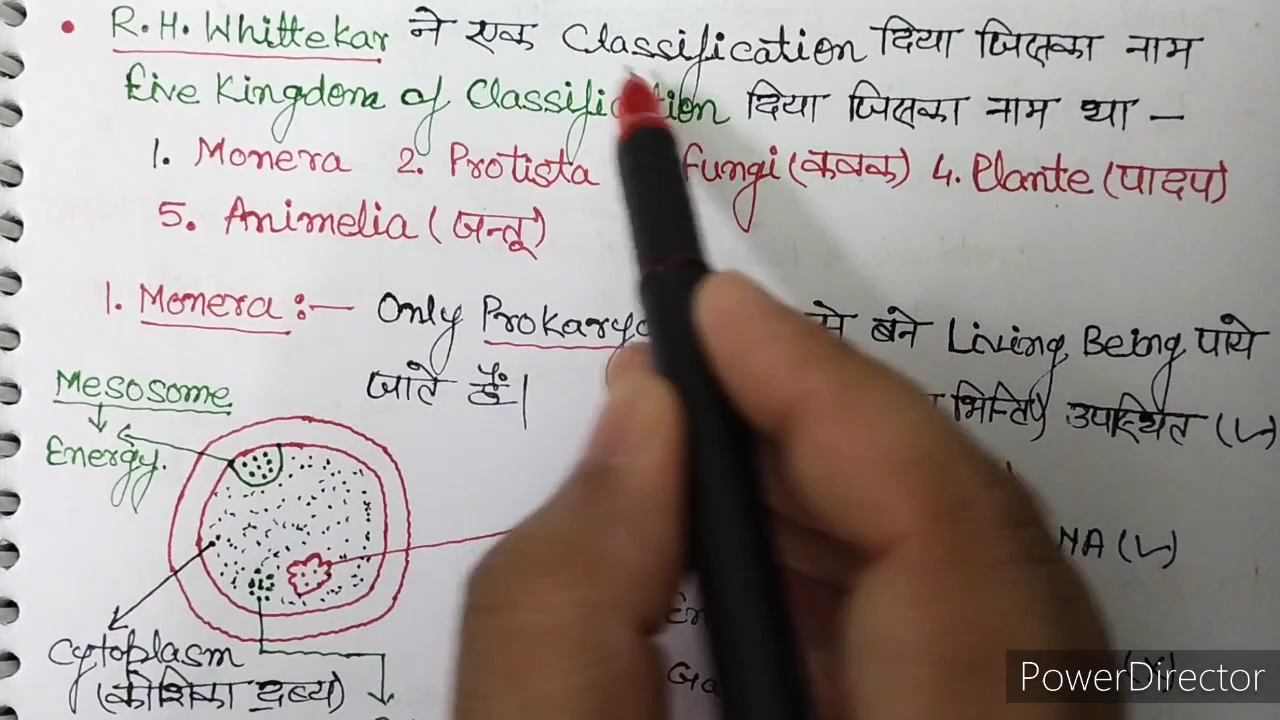 • R.H. Whittekar ने एक Classification दिया जिसका नाम
five Kingdom of Classification दिया जिसका नाम था –
1. Monera 2. Protista fungi (कवक) 4. Plante (पादप)
5. Animelia (जन्तू)
1. Monera :– Only से बने Living Being पाये
जाते हैं।
भित्ति उपस्थित (✓)
Mesosome
Energy.
DNA (✓)
Cytoplasm
(कोशिका द्रव्य)
(x)
PowerDirector